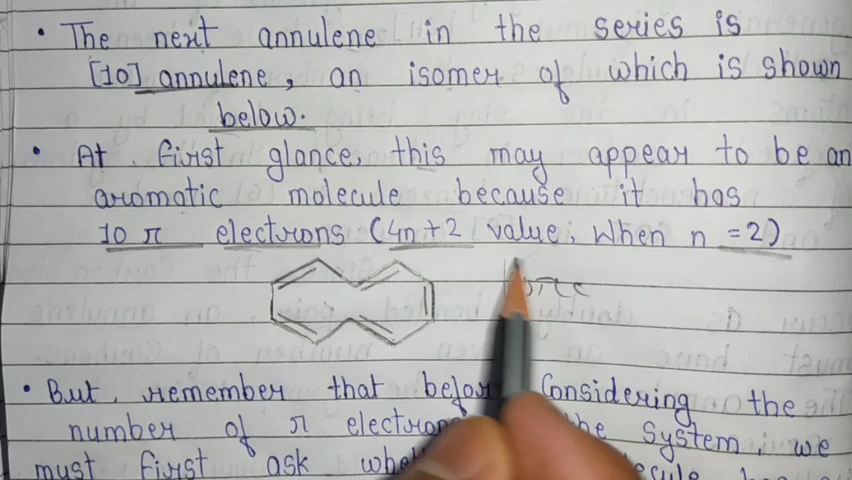 • The next annulene in the series is
[10] annulene, an isomer of which is shown
below.
• At first glance, this may appear to be an
aromatic molecule because it has
10 π electrons (4n+2 value, When n =2)
• But, remember that befor Considering the
number of π electron the system, we
must first ask